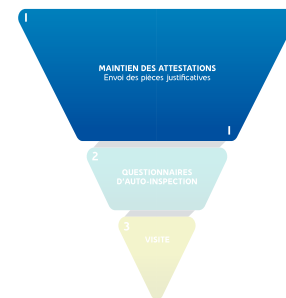 1
MAINTIEN DES ATTESTATIONS
Envoi des pièces justificatives
1
2
QUESTIONNAIRES
D'AUTO-INSPECTION
3
VISITE